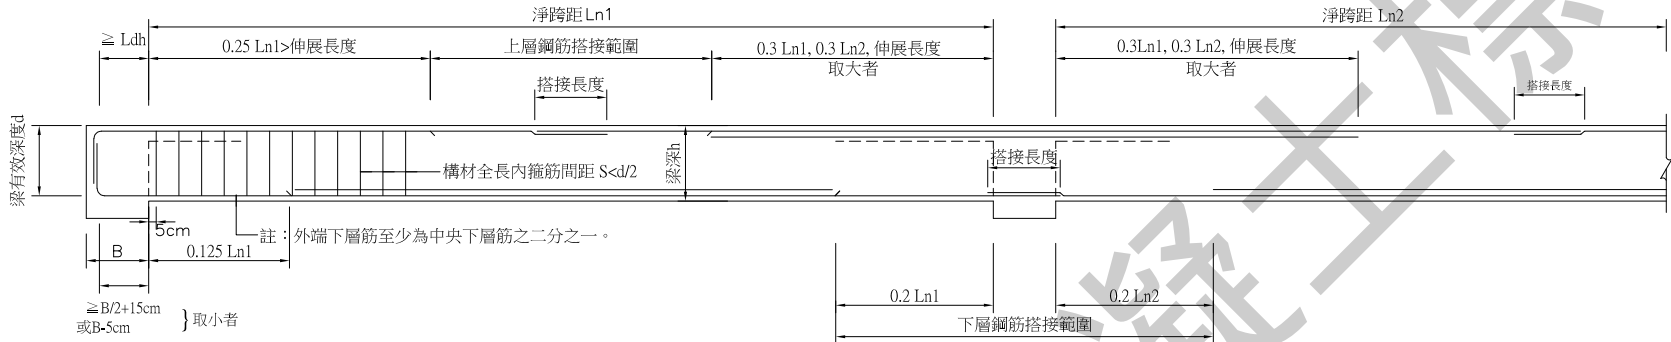 淨跨距 Ln1
淨跨距 Ln2
≧ Ldh
0.25 Ln1>伸展長度
上層鋼筋搭接範圍
0.3 Ln1, 0.3 Ln2, 伸展長度
取大者
0.3Ln1, 0.3 Ln2, 伸展長度
取大者
搭接長度
搭接長度
梁有效深度d
構材全長內箍筋間距 S<d/2
梁深h
搭接長度
5cm
註：外端下層筋至少為中央下層筋之二分之一。
B
0.125 Ln1
≧B/2+15cm
或B-5cm
}取小者
0.2 Ln1
0.2 Ln2
下層鋼筋搭接範圍
凝土標